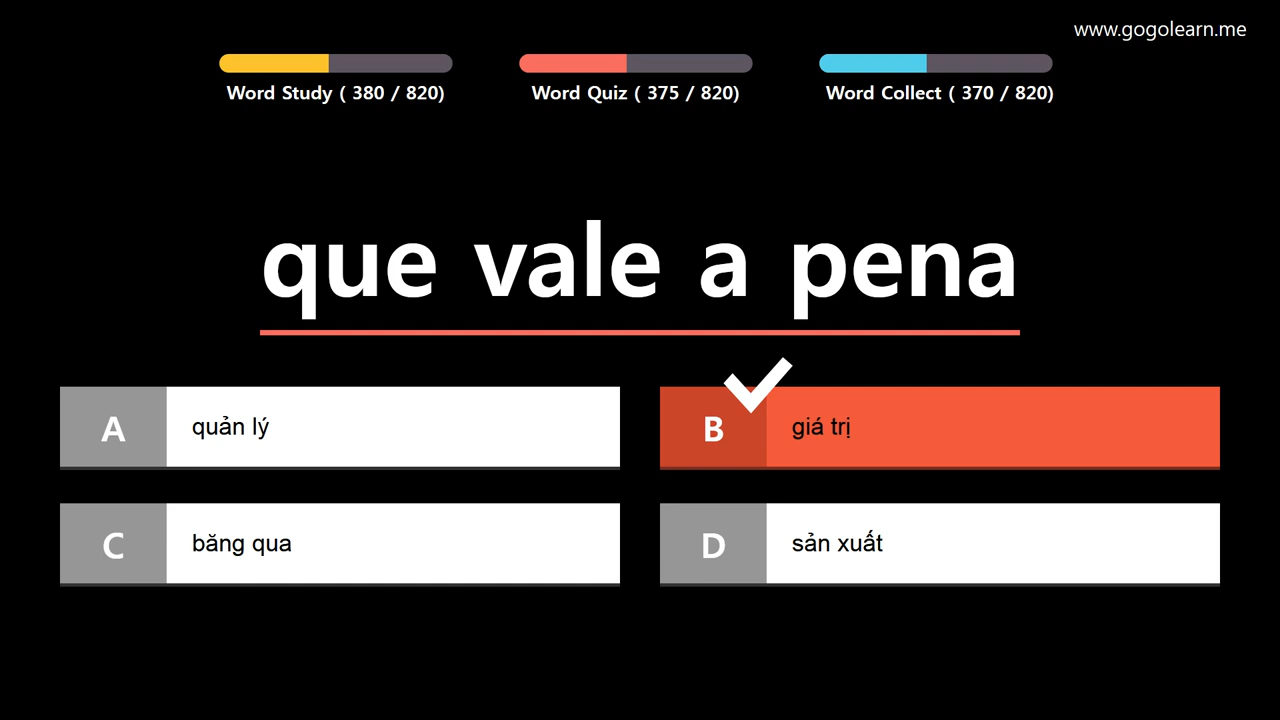 www.gogolearn.me
Word Study ( 380 / 820)
Word Quiz ( 375 / 820)
Word Collect ( 370 / 820)
que vale a pena
A
quản lý
B
giá trị
C
băng qua
D
sản xuất